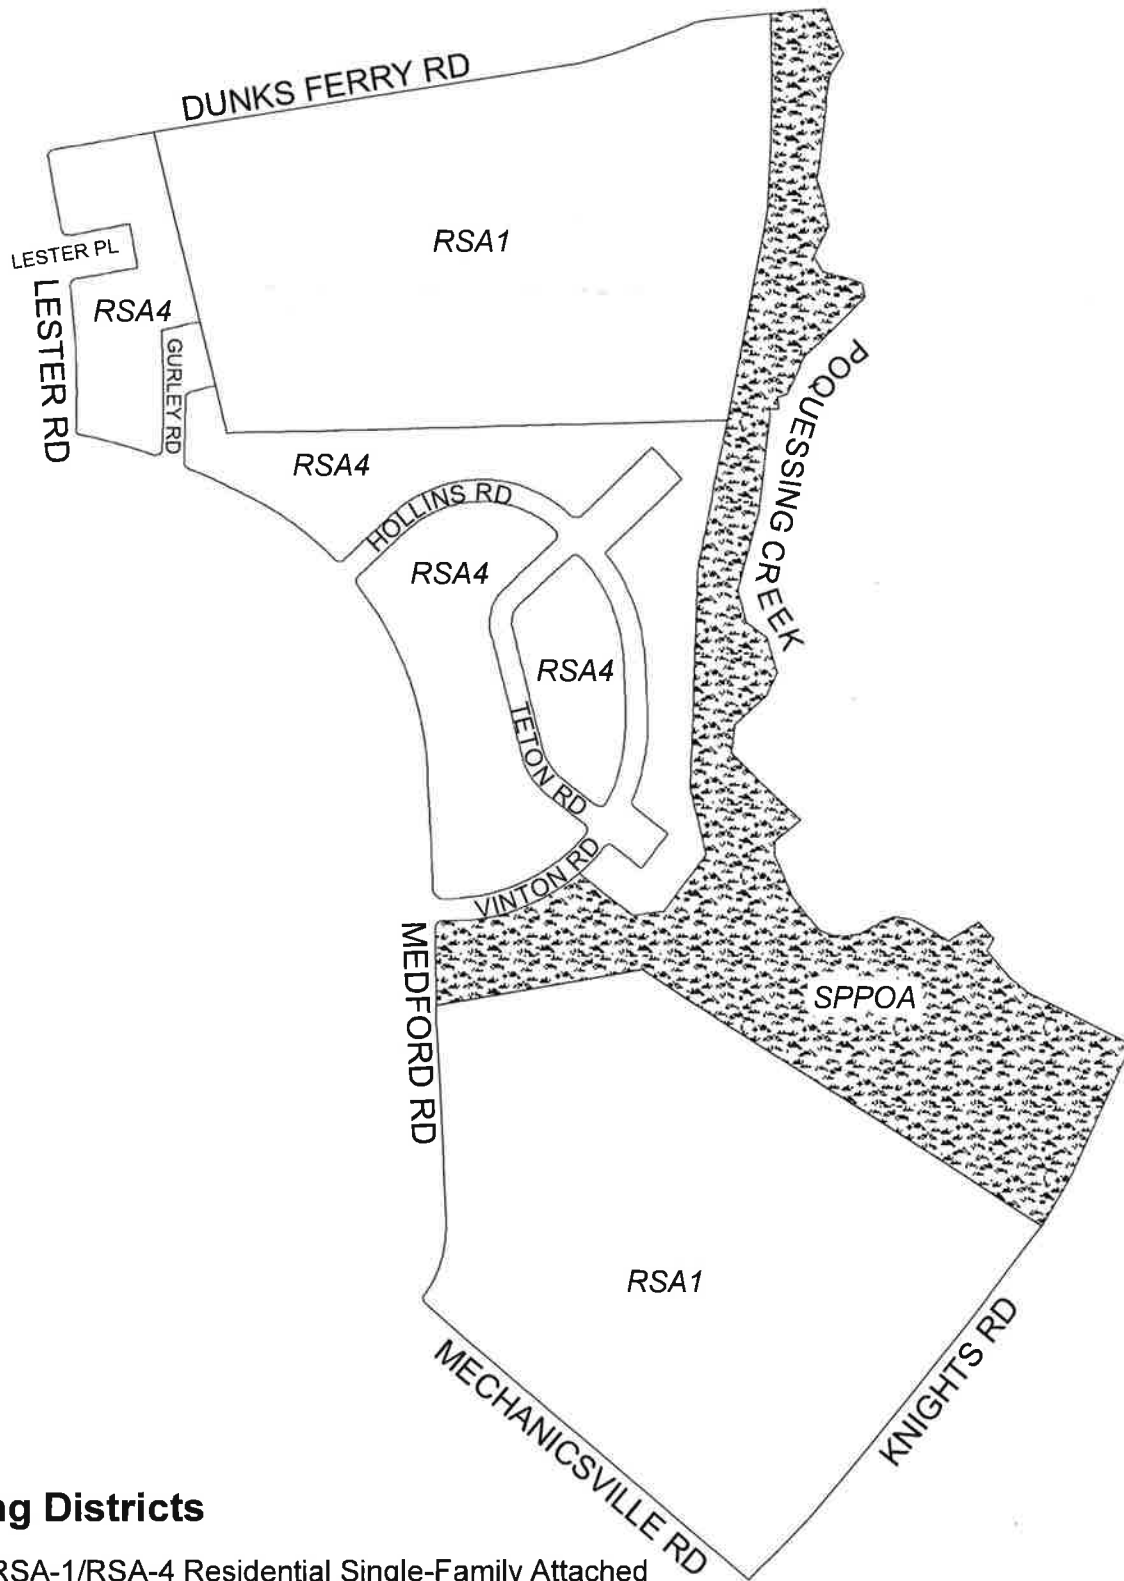 DUNKS FERRY RD
RSA1
LESTER PL
RSA4
LESTER RD
GURLEY RD
POQUESSING CREEK
RSA4
HOLLINS RD
RSA4
RSA4
TETON RD
VINTON RD
MEDFORD RD
SPPOA
RSA1
MECHANICSVILLE RD
KNIGHTS RD
ng Districts
RSA-1/RSA-4 Residential Single-Family Attached